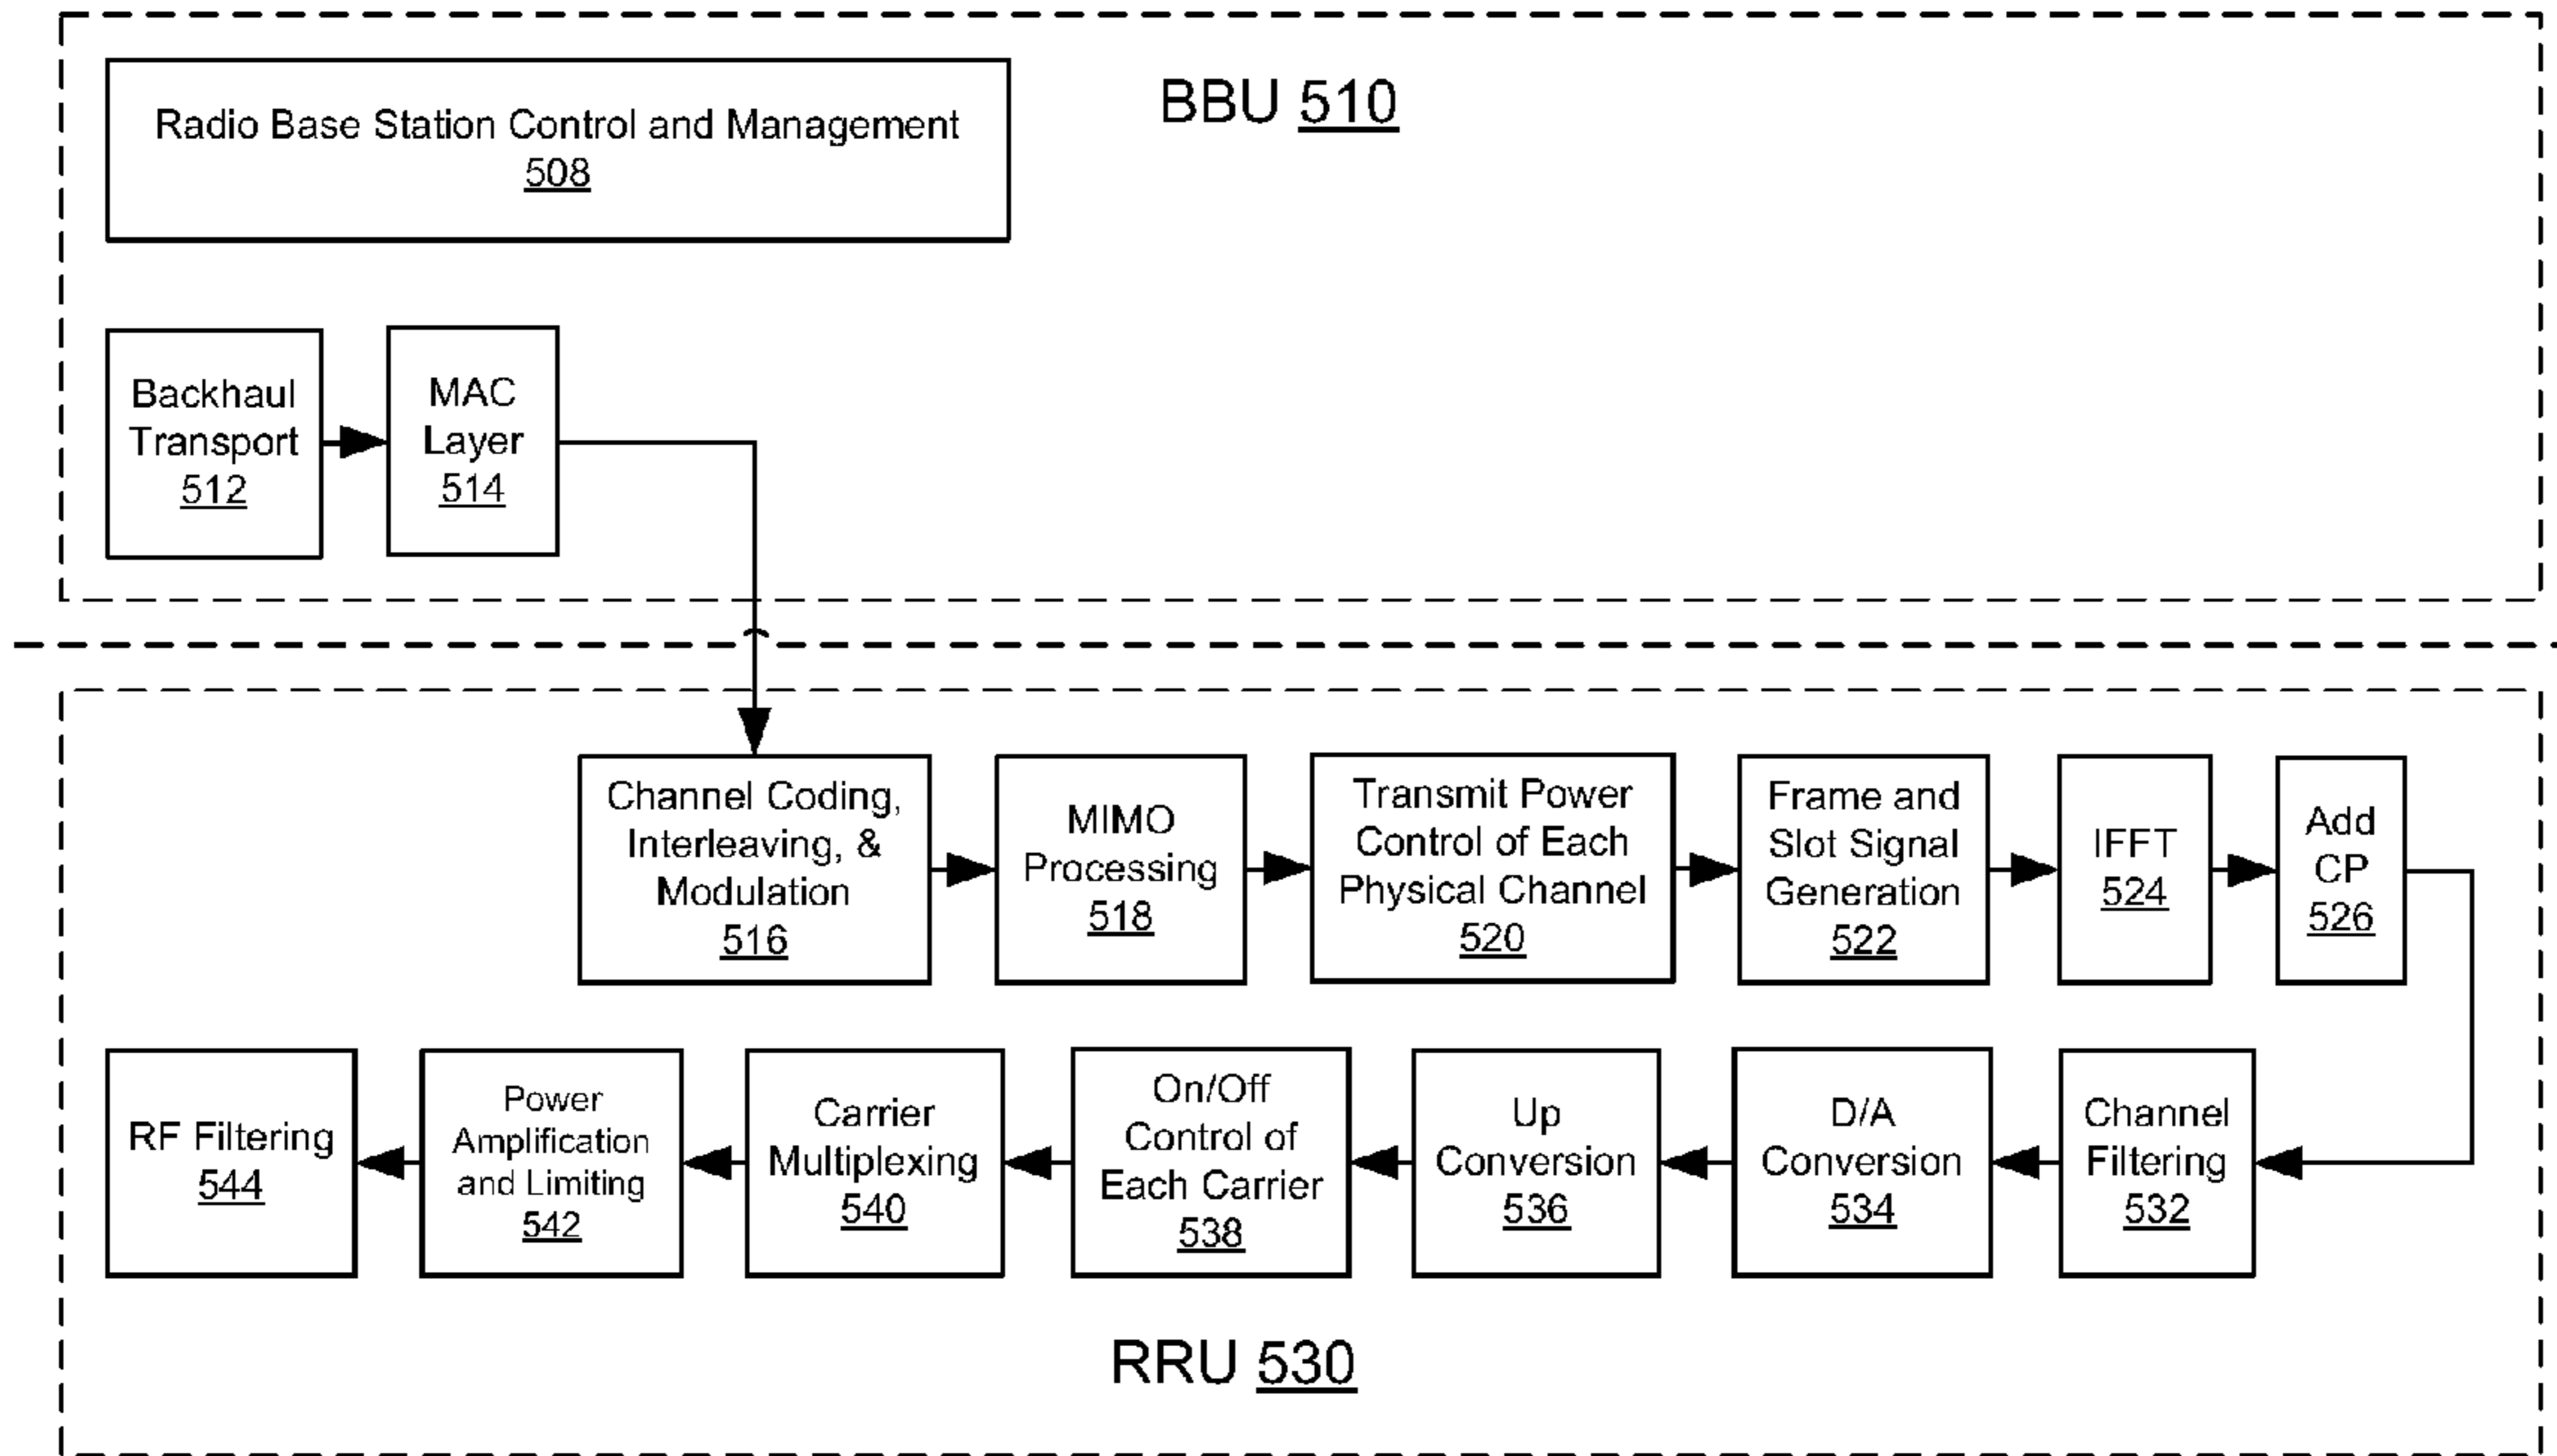 BBU 510
Radio Base Station Control and Management
508
Backhaul
Transport
512
MAC
Layer
514
Channel Coding,
Interleaving, &
Modulation
516
MIMO
Processing
518
Transmit Power
Control of Each
Physical Channel
520
Frame and
Slot Signal
Generation
522
IFFT
524
Add
CP
526
Channel
Filtering
532
D/A
Conversion
534
Up
Conversion
536
On/Off
Control of
Each Carrier
538
Carrier
Multiplexing
540
Power
Amplification
and Limiting
542
RF Filtering
544
RRU 530